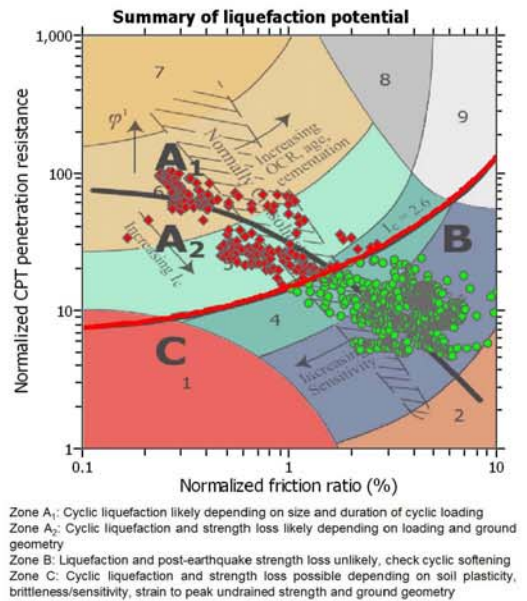 Summary of liquefaction potential
1,000
100
10
1
0.1
1
10
Normalized CPT penetration resistance
Normalized friction ratio (%)
7
8
9
φ'
A1
Normally
Increasing
OCR, age,
cementation
6
A2
Increasing Ic
5
Ic = 2.6
B
4
C
1
Increasing
Sensitivity
2
Zone A1: Cyclic liquefaction likely depending on size and duration of cyclic loading
Zone A2: Cyclic liquefaction and strength loss likely depending on loading and ground
geometry
Zone B: Liquefaction and post-earthquake strength loss unlikely, check cyclic softening
Zone C: Cyclic liquefaction and strength loss possible depending on soil plasticity,
brittleness/sensitivity, strain to peak undrained strength and ground geometry